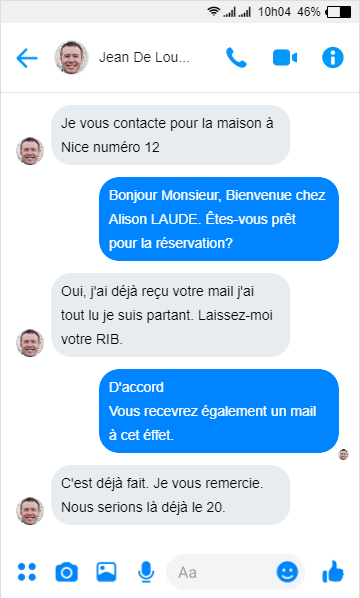 10h04 46%
Jean De Lou...
Je vous contacte pour la maison à
Nice numéro 12
Bonjour Monsieur, Bienvenue chez
Alison LAUDE. Êtes-vous prêt
pour la réservation?
Oui, j'ai déjà reçu votre mail j'ai
tout lu je suis partant. Laissez-moi
votre RIB.
D'accord
Vous recevrez également un mail
à cet éffet.
C'est déjà fait. Je vous remercie.
Nous serions là déjà le 20.
Aa